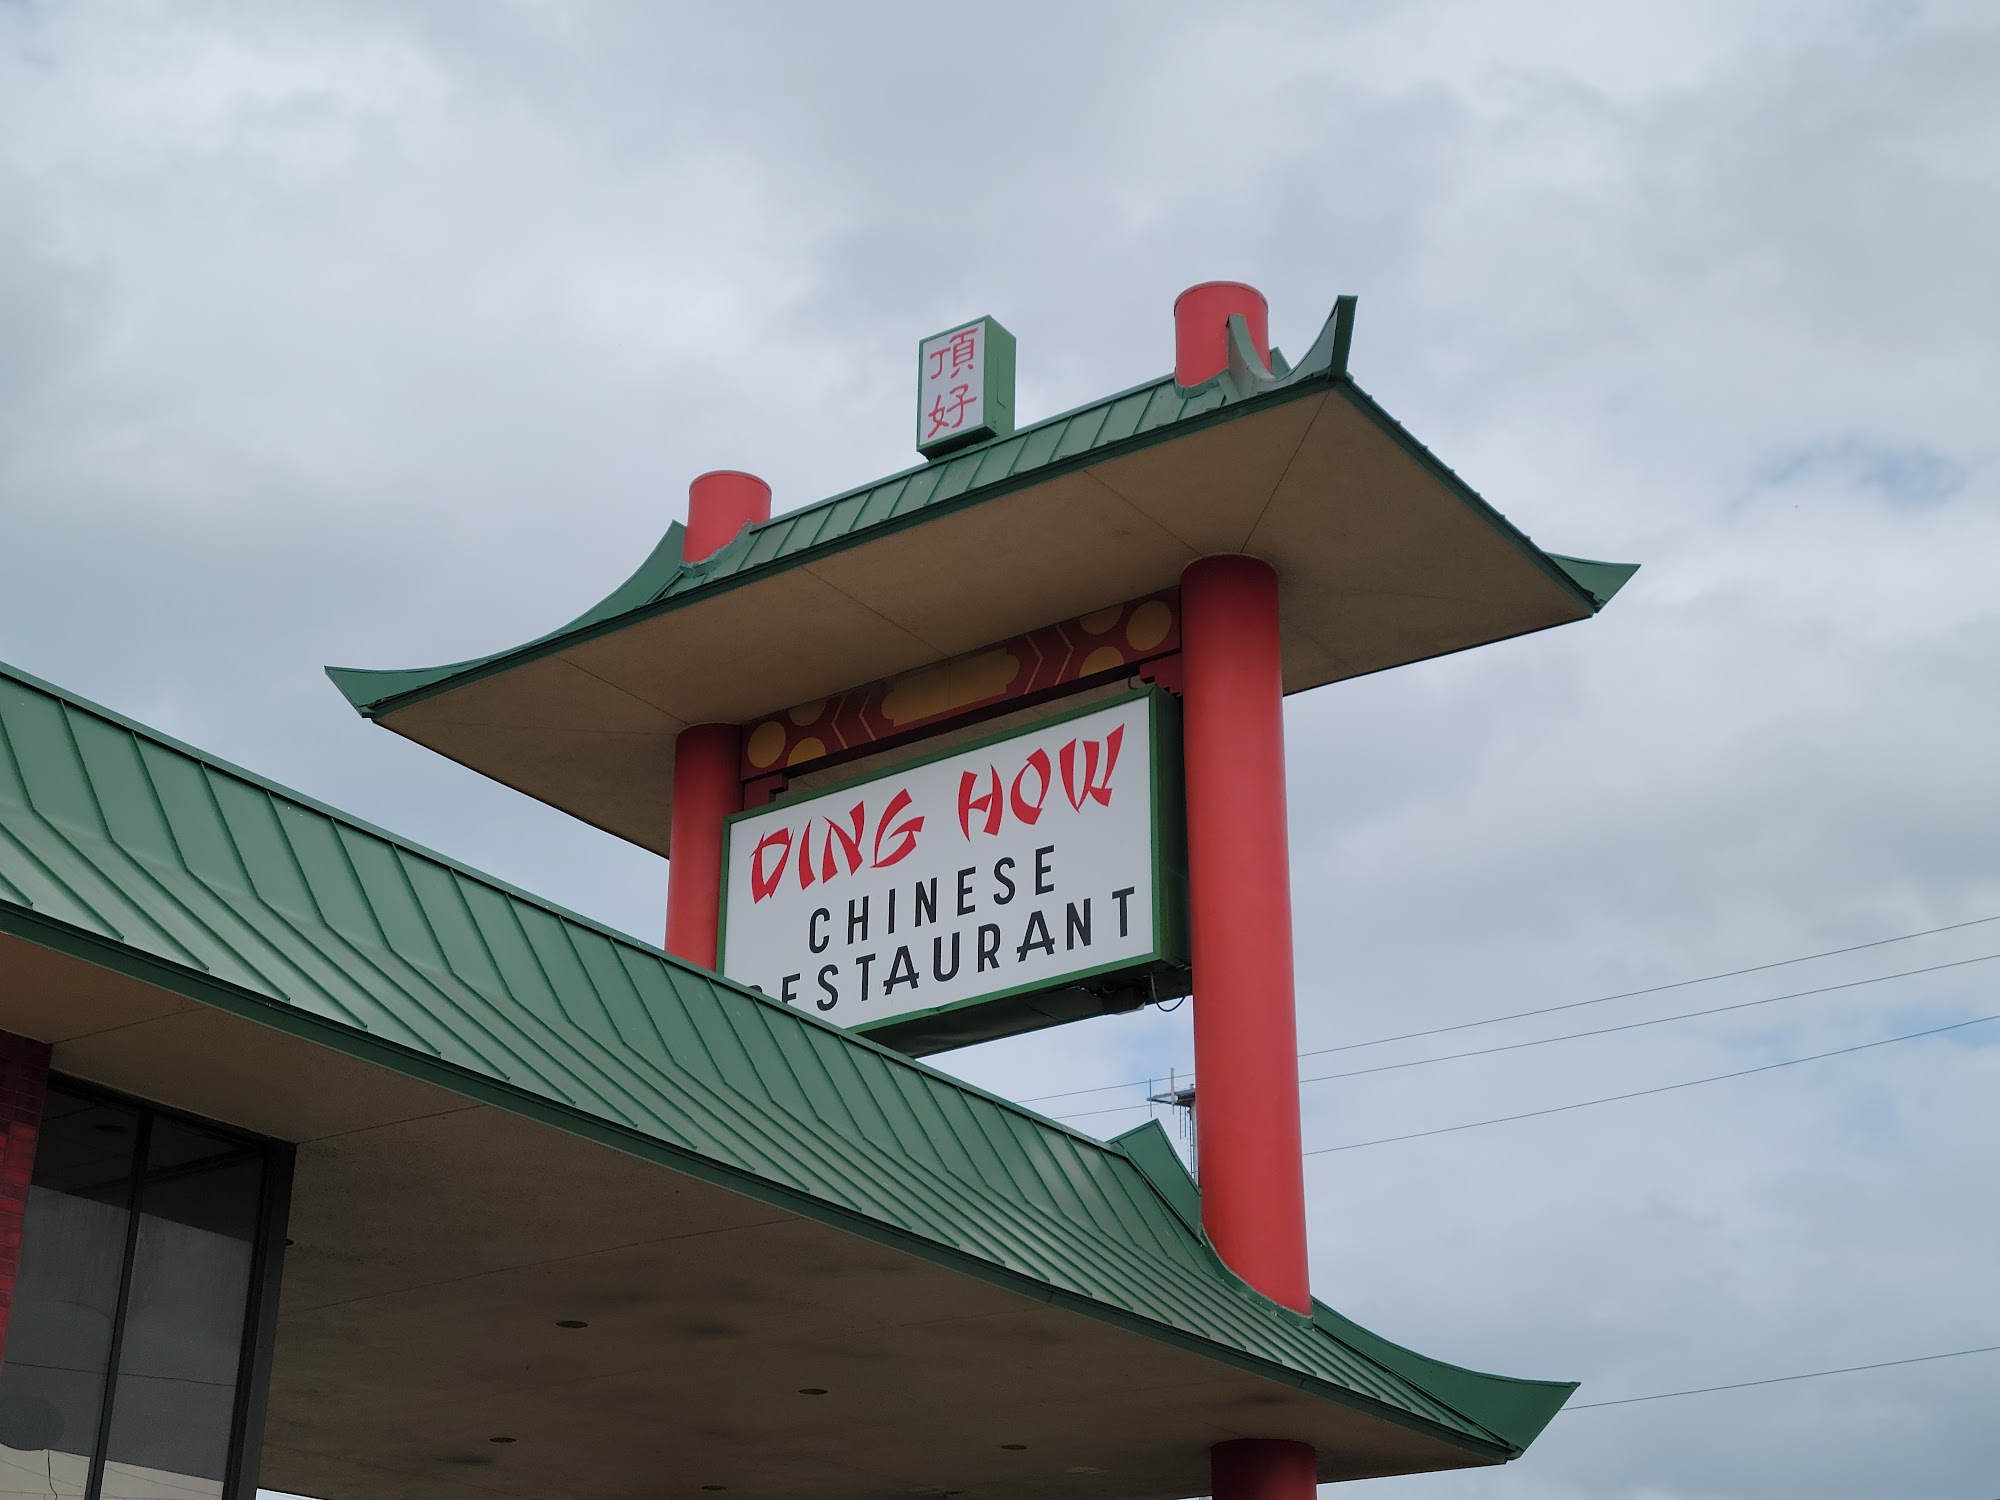 頂
好
DING HOW
CHINESE
RESTAURANT